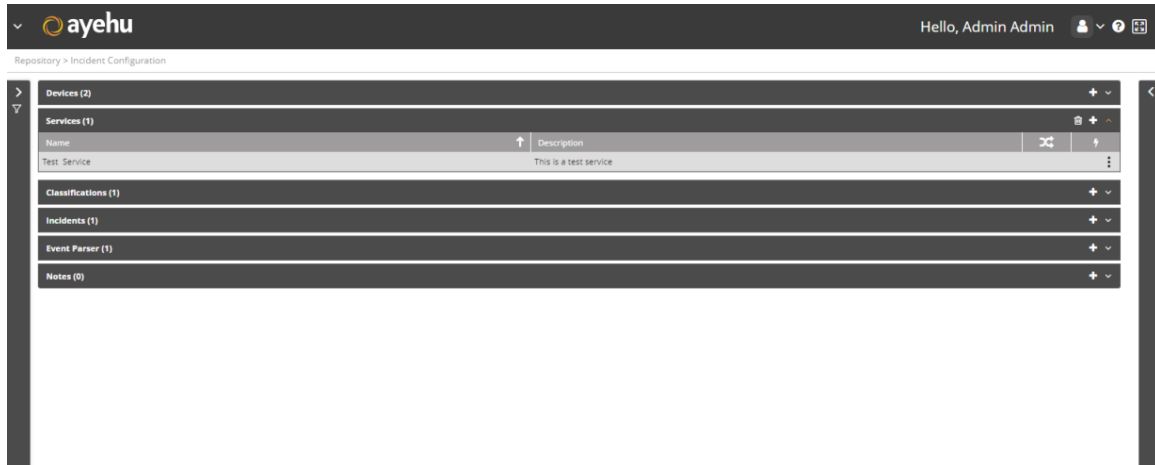 ayehu
Hello, Admin Admin
Repository > Incident Configuration
Devices (2)
Services (1)
Name Description
Test Service This is a test service
Classifications (1)
Incidents (1)
Event Parser (1)
Notes (0)